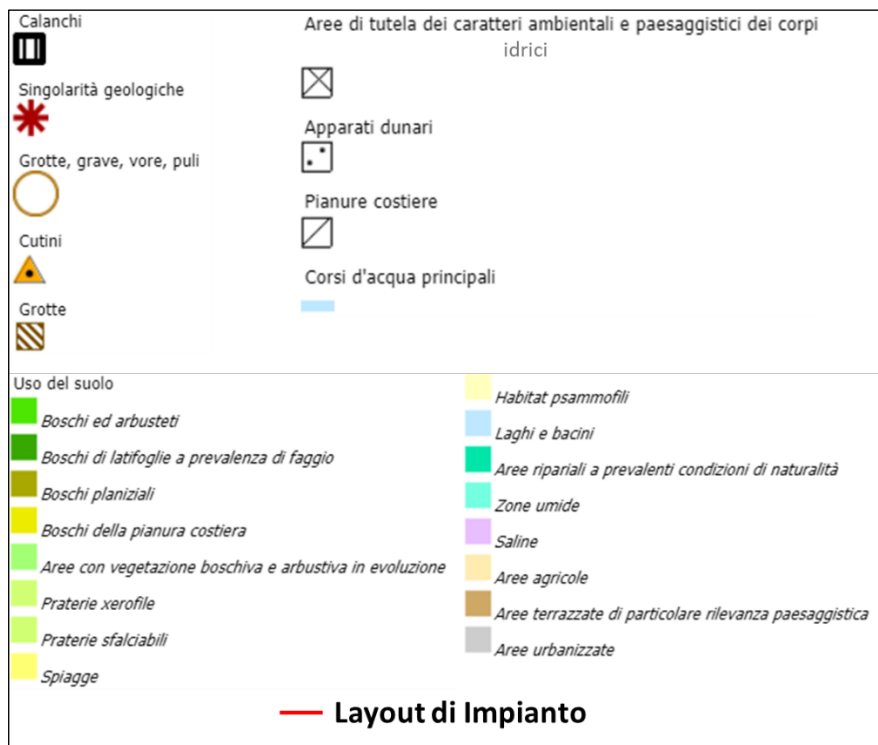 Calanchi
Singolarità geologiche
Grotte, grave, vore, puli
Cutini
Grotte
Aree di tutela dei caratteri ambientali e paesaggistici dei corpi
idrici
Apparati dunari
Pianure costiere
Corsi d'acqua principali
Uso del suolo
Boschi ed arbusteti
Boschi di latifoglie a prevalenza di faggio
Boschi planiziali
Boschi della pianura costiera
Aree con vegetazione boschiva e arbustiva in evoluzione
Praterie xerofile
Praterie sfalciabili
Spiagge
Habitat psammofili
Laghi e bacini
Aree ripariali a prevalenti condizioni di naturalità
Zone umide
Saline
Aree agricole
Aree terrazzate di particolare rilevanza paesaggistica
Aree urbanizzate
Layout di Impianto